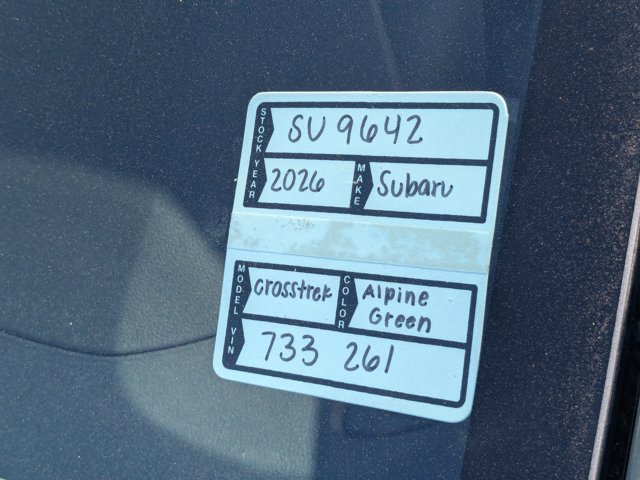 STOCK SU 9642
YEAR 2026 MAKE Subaru
MODEL crosstrek COLOR Alpine Green
VIN 733 261